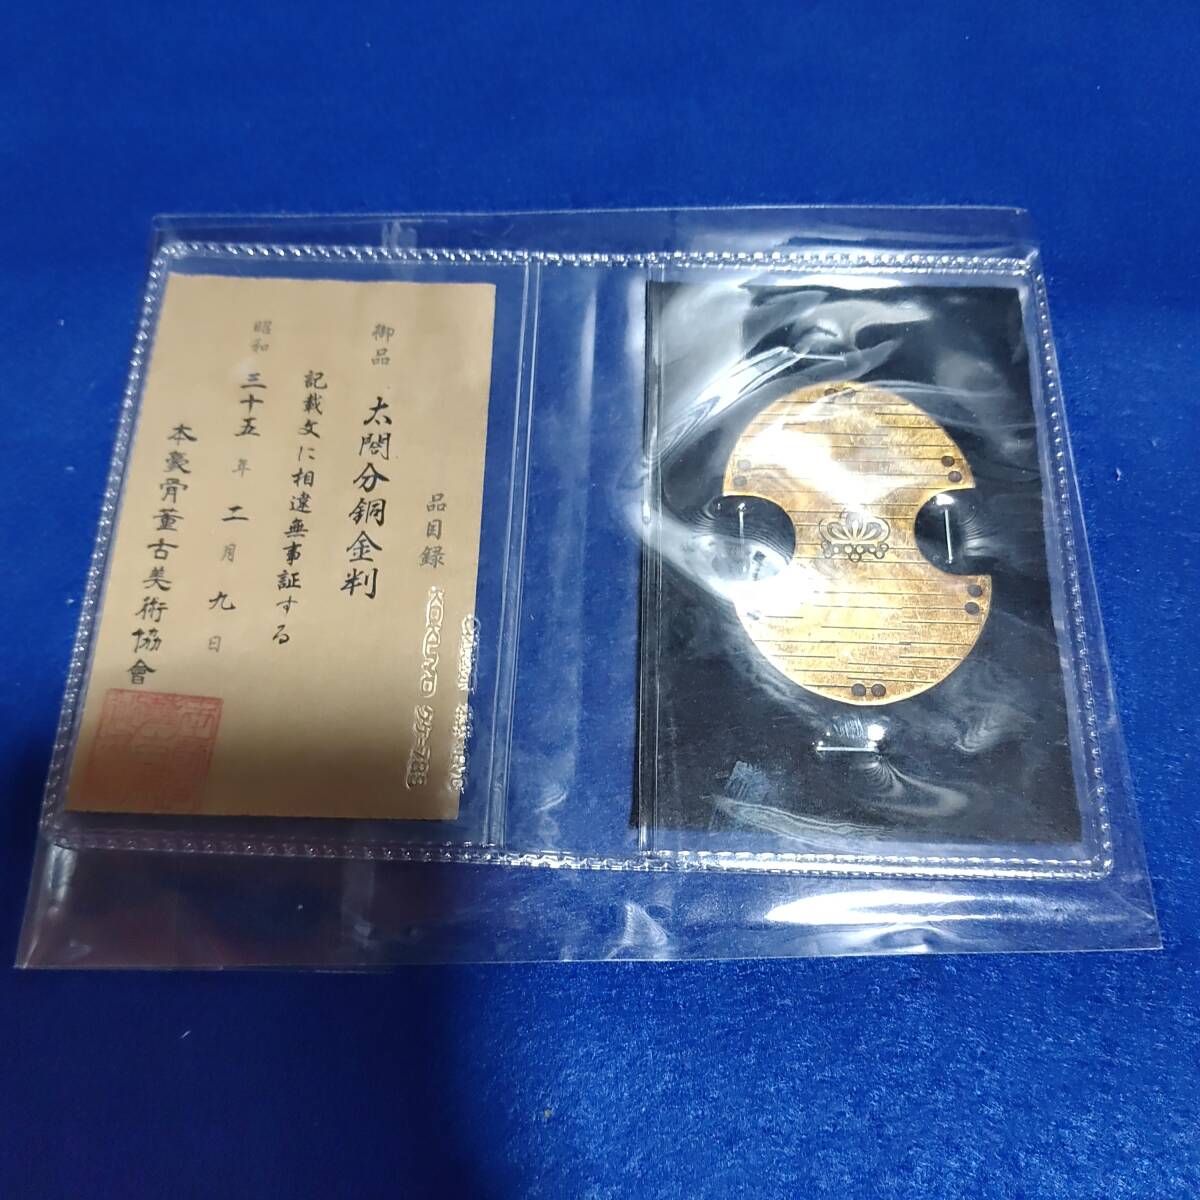 品目録
御品 太閤分銅金判
記載文に相違無事証する
昭和 三十五年 二月 九日
本豪骨董古美術協會